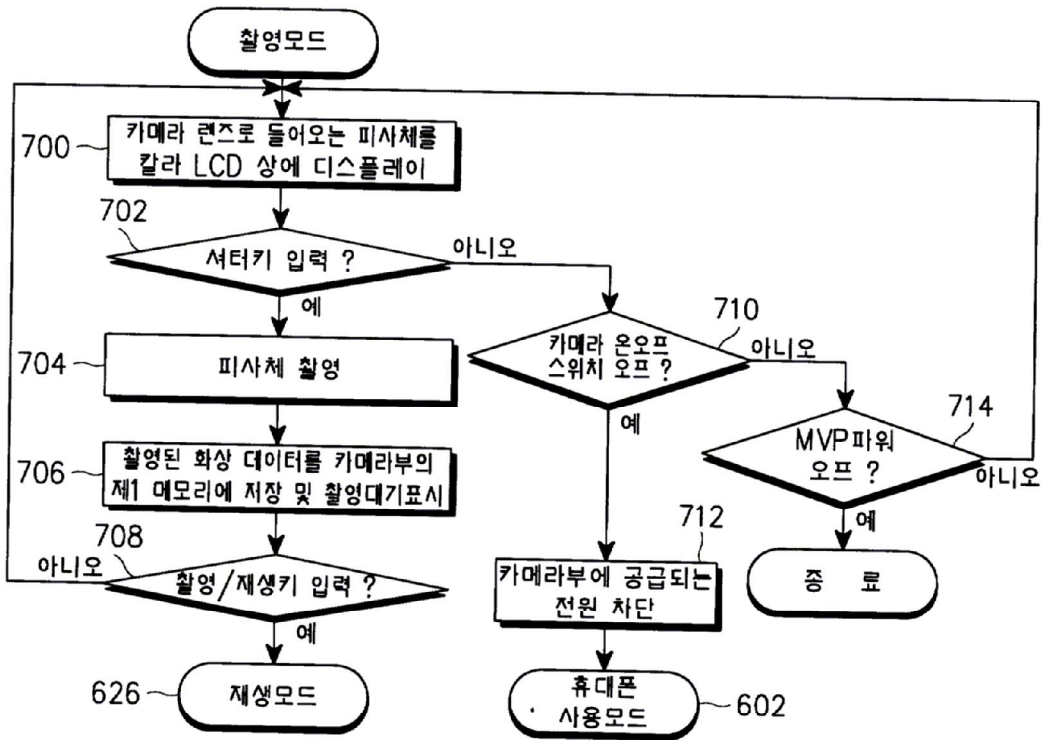 촬영모드
700
카메라 렌즈로 들어오는 피사체를
칼라 LCD 상에 디스플레이
702
셔터키 입력 ?
아니오
예
704
피사체 촬영
706
촬영된 화상 데이터를 카메라부의
제1 메모리에 저장 및 촬영대기표시
708
아니오
촬영/재생키 입력 ?
예
626
재생모드
710
카메라 온오프
스위치 오프 ?
아니오
예
712
카메라부에 공급되는
전원 차단
휴대폰
사용모드
602
714
MVP파워
오프 ?
아니오
예
종 료